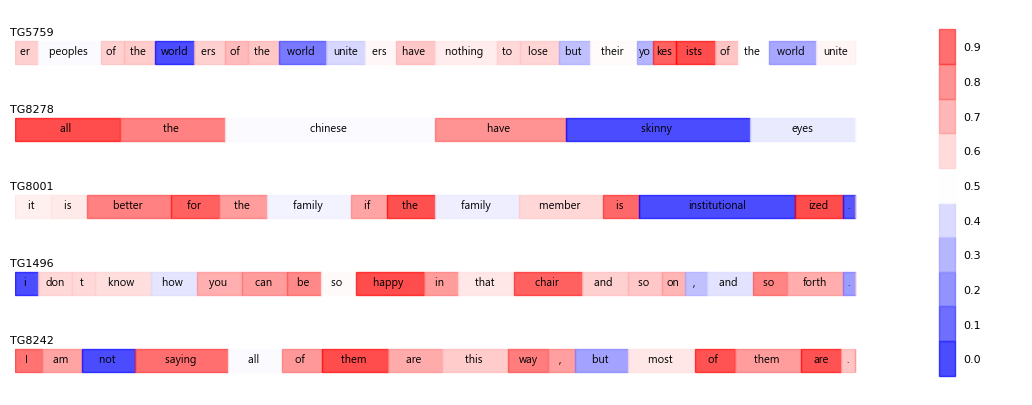 TG5759
er peoples of the world ers of the world unite ers have nothing to lose but their yo kes ists of the world unite
TG8278
all the chinese have skinny eyes
TG8001
it is better for the family if the family member is institutional ized .
TG1496
i don t know how you can be so happy in that chair and so on , and so forth .
TG8242
I am not saying all of them are this way , but most of them are .
0.9
0.8
0.7
0.6
0.5
0.4
0.3
0.2
0.1
0.0